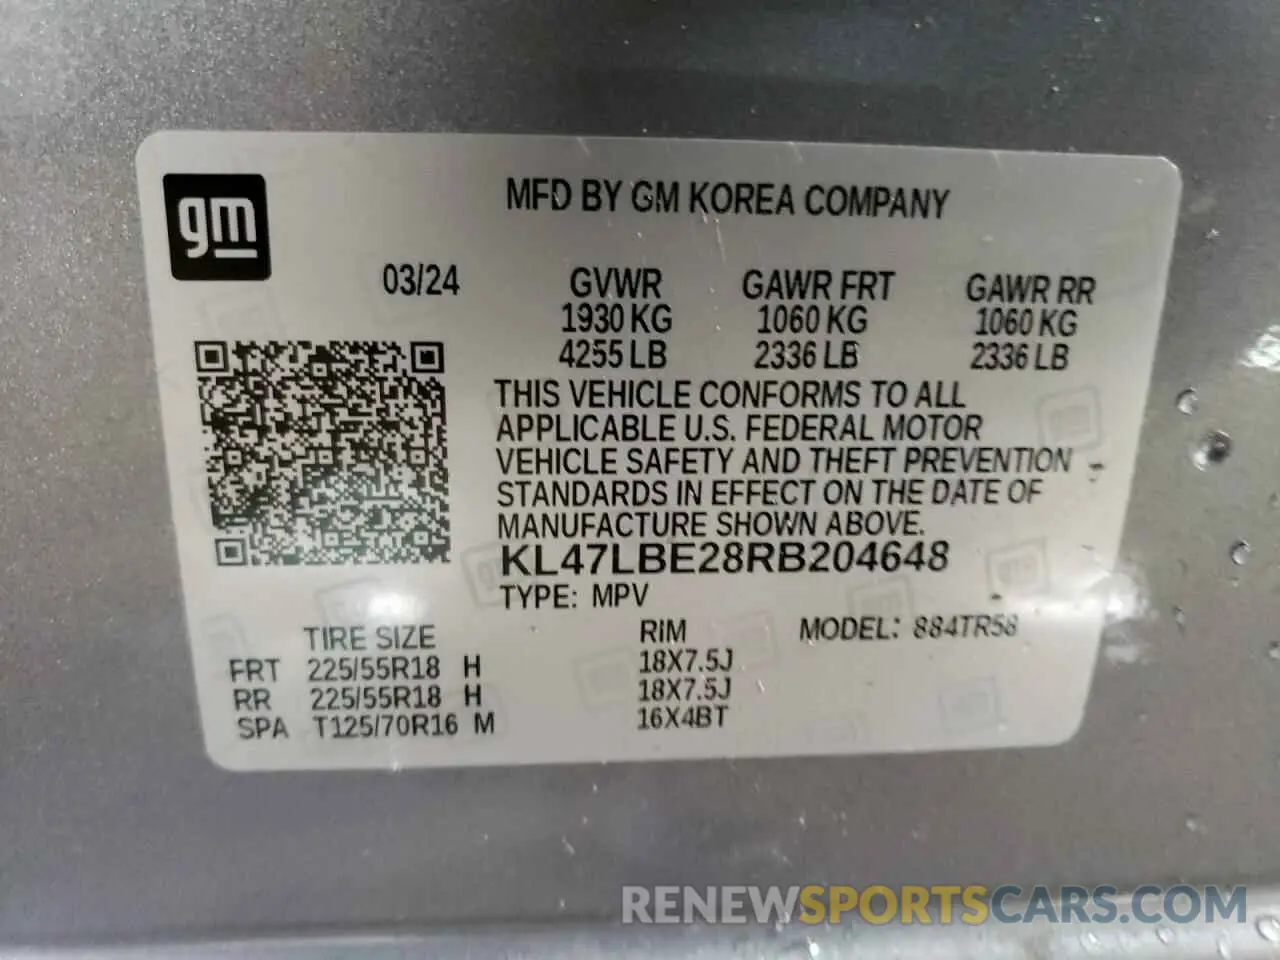 gm
MFD BY GM KOREA COMPANY
03/24
GVWR GAWR FRT GAWR RR
1930 KG 1060 KG 1060 KG
4255 LB 2336 LB 2336 LB
THIS VEHICLE CONFORMS TO ALL
APPLICABLE U.S. FEDERAL MOTOR
VEHICLE SAFETY AND THEFT PREVENTION
STANDARDS IN EFFECT ON THE DATE OF
MANUFACTURE SHOWN ABOVE.
KL47LBE28RB204648
TYPE: MPV
TIRE SIZE RIM MODEL: 884TR58
FRT 225/55R18 H 18X7.5J
RR 225/55R18 H 18X7.5J
SPA T125/70R16 M 16X4BT
RENEWSPORTSCARS.COM